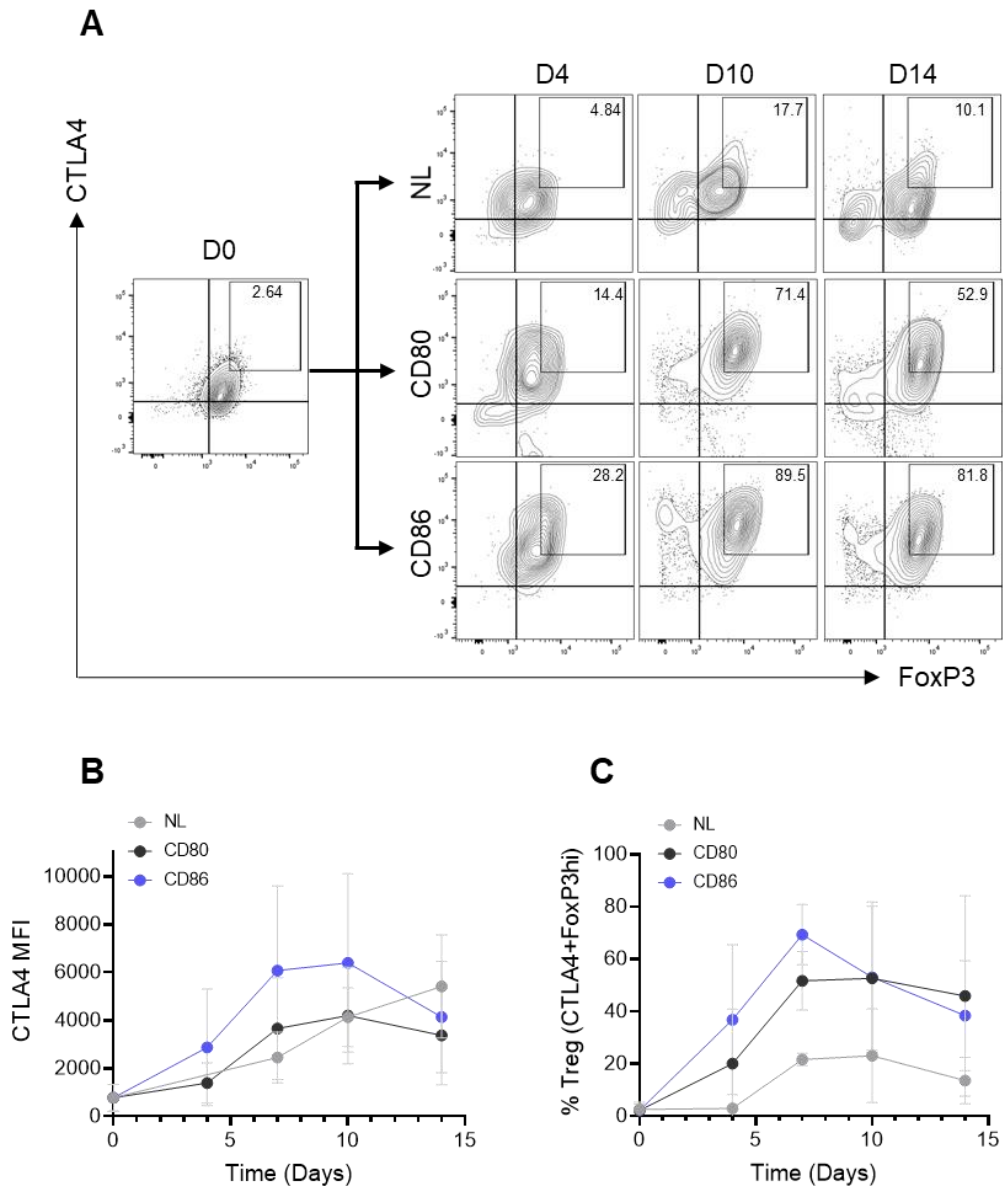 A
D4 D10 D14
4.84 17.7 10.1
CTLA4
NL
D0
2.64
14.4 71.4 52.9
CD80
28.2 89.5 81.8
CD86
FoxP3
B
NL
CD80
CD86
CTLA4 MFI
10000
8000
6000
4000
2000
0
0 5 10 15
Time (Days)
C
NL
CD80
CD86
% Treg (CTLA4+FoxP3hi)
100
80
60
40
20
0
0 5 10 15
Time (Days)